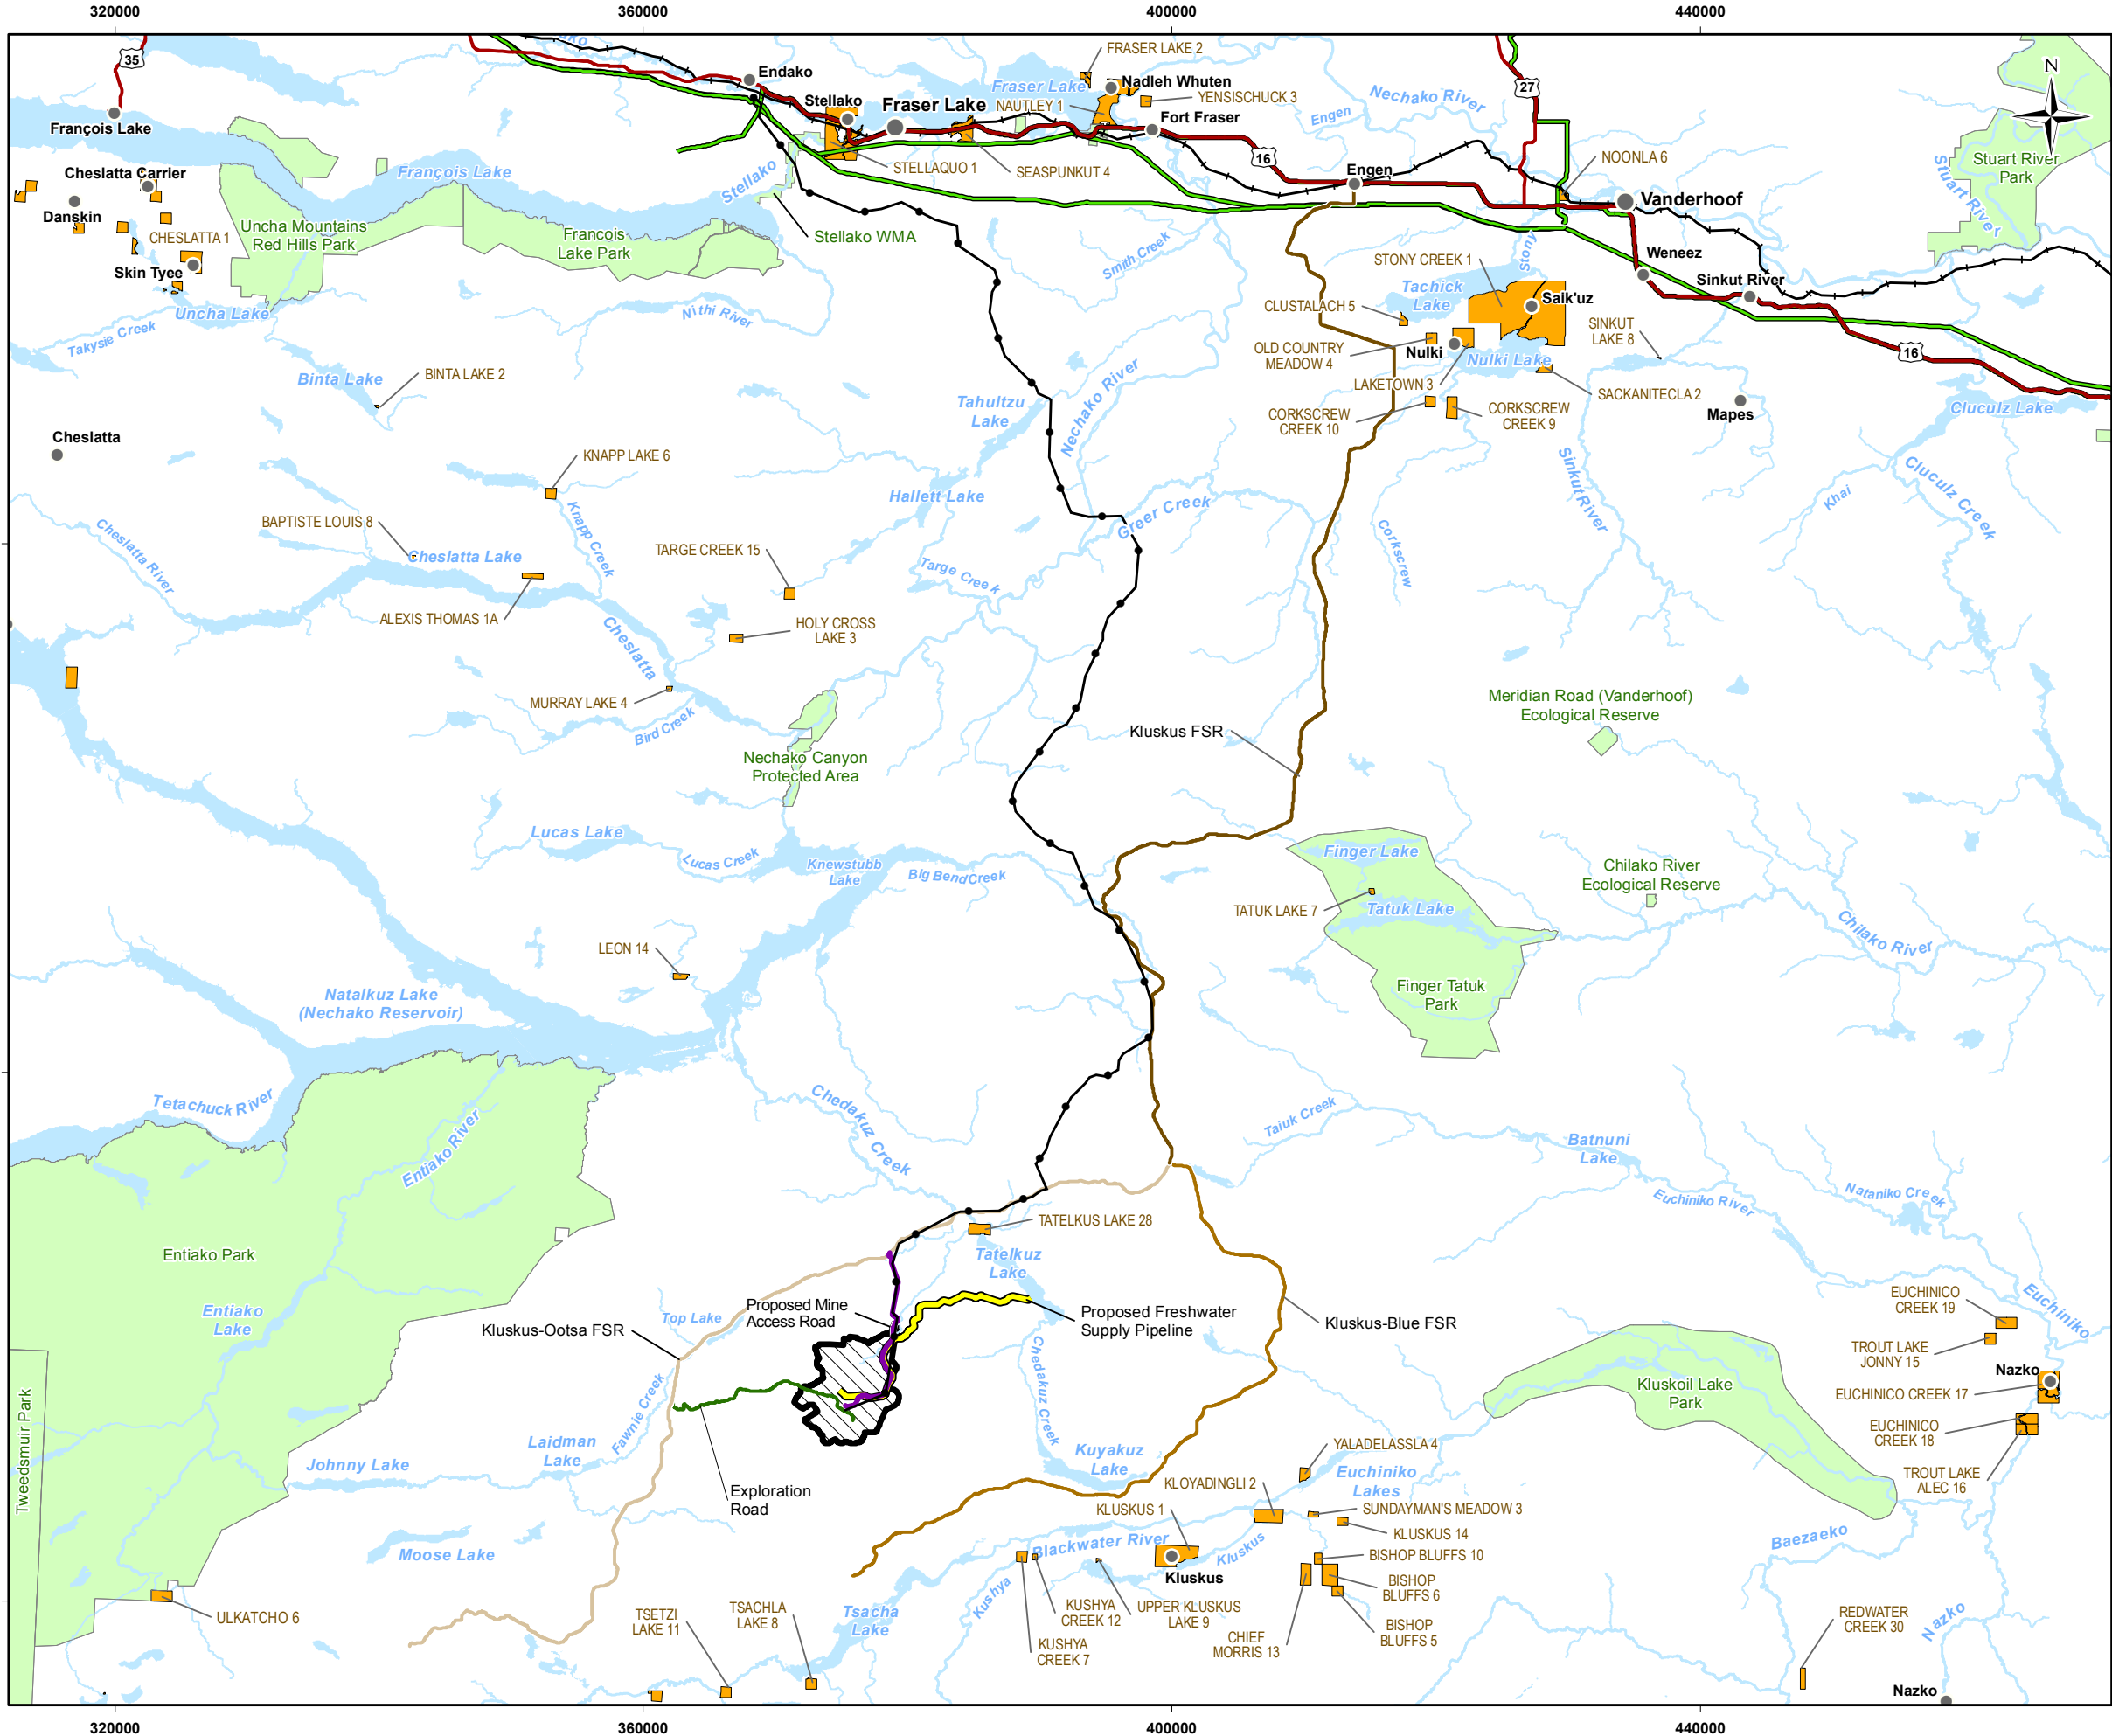 320000
360000
400000
440000
35
ako
Endako
FRASER LAKE 2
Nadleh Whuten
Fraser Lake
YENSISCHUCK 3
Nechako River
27
N
Stellako
Fraser Lake
NAUTLEY 1
Fort Fraser
Engen
François Lake
16
Cheslatta Carrier
François Lake
STELLAQUO 1
SEASPUNKUT 4
Engen
NOONLA 6
Stuart River
Park
Stuart River
Danskin
Stellako
Vanderhoof
CHESLATTA 1
Uncha Mountains
Red Hills Park
Francois
Lake Park
Stellako WMA
Smith Creek
Stony
Weneez
STONY CREEK 1
Skin Tyee
Sinkut River
Tachick
Lake
Saik'uz
Uncha Lake
Takysie Creek
Nithi River
CLUSTALACH 5
SINKUT
LAKE 8
OLD COUNTRY
MEADOW 4
Nulki
Nulki Lake
16
Binta Lake
BINTA LAKE 2
LAKETOWN 3
SACKANITECLA 2
Tahultzu
Lake
Nechako River
CORKSCREW
CREEK 10
CORKSCREW
CREEK 9
Mapes
Cluculz Lake
Cheslatta
KNAPP LAKE 6
Hallett Lake
Greer Creek
Sinkut River
Khai
Cluculz Creek
BAPTISTE LOUIS 8
Cheslatta River
Knapp Creek
Corkscrew
Cheslatta Lake
TARGE CREEK 15
Targe Creek
ALEXIS THOMAS 1A
HOLY CROSS
LAKE 3
Cheslatta
MURRAY LAKE 4
Bird Creek
Meridian Road (Vanderhoof)
Ecological Reserve
Kluskus FSR
Nechako Canyon
Protected Area
Lucas Lake
Lucas Creek
Knewstubb
Lake
Big Bend Creek
Finger Lake
Chilako River
Ecological Reserve
TATUK LAKE 7
Tatuk Lake
Chilako River
LEON 14
Natalkuz Lake
(Nechako Reservoir)
Finger Tatuk
Park
Tetachuck River
Chedakuz Creek
Taiuk Creek
Entiako River
Batnuni
Lake
Euchiniko River
Nataniko Creek
TATELKUS LAKE 28
Entiako Park
Tatelkuz
Lake
Entiako
Lake
Top Lake
Proposed Mine
Access Road
Proposed Freshwater
Supply Pipeline
Kluskus-Ootsa FSR
Kluskus-Blue FSR
EUCHINICO
CREEK 19
Euchiniko
TROUT LAKE
JONNY 15
Nazko
Chedakuz Creek
Tweedsmuir Park
Fawnie Creek
Kluskoil Lake
Park
EUCHINICO CREEK 17
EUCHINICO
CREEK 18
Johnny Lake
Laidman
Lake
Kuyakuz
Lake
YALADELASSLA 4
Euchiniko
Lakes
TROUT LAKE
ALEC 16
Exploration
Road
KLOYADINGLI 2
KLUSKUS 1
SUNDAYMAN'S MEADOW 3
KLUSKUS 14
Moose Lake
Blackwater River
Kluskus
BISHOP BLUFFS 10
Baezaeko
Kluskus
BISHOP
BLUFFS 6
ULKATCHO 6
TSETZI
LAKE 11
TSACHLA
LAKE 8
Tsacha
Lake
Kushya
KUSHYA
CREEK 12
UPPER KLUSKUS
LAKE 9
CHIEF
MORRIS 13
BISHOP
BLUFFS 5
REDWATER
CREEK 30
Nazko
KUSHYA
CREEK 7
Nazko
320000
360000
400000
440000